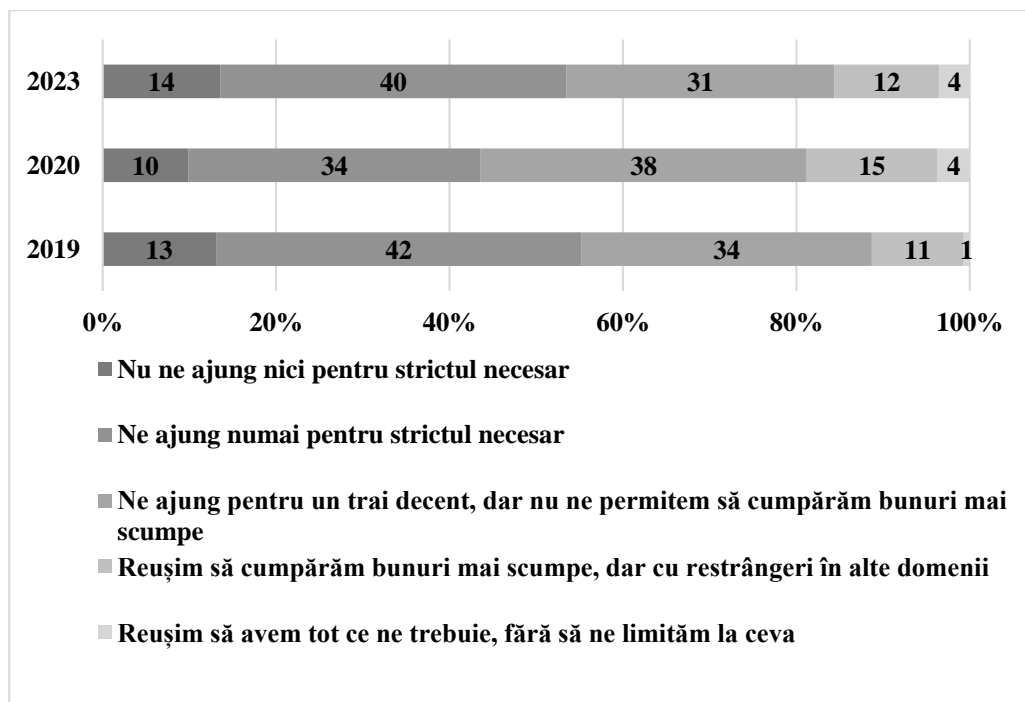 2023 14 40 31 12 4
2020 10 34 38 15 4
2019 13 42 34 11 1
0% 20% 40% 60% 80% 100%
Nu ne ajung nici pentru strictul necesar
Ne ajung numai pentru strictul necesar
Ne ajung pentru un trai decent, dar nu ne permitem să cumpărăm bunuri mai
scumpe
Reușim să cumpărăm bunuri mai scumpe, dar cu restrângeri în alte domenii
Reușim să avem tot ce ne trebuie, fără să ne limităm la ceva